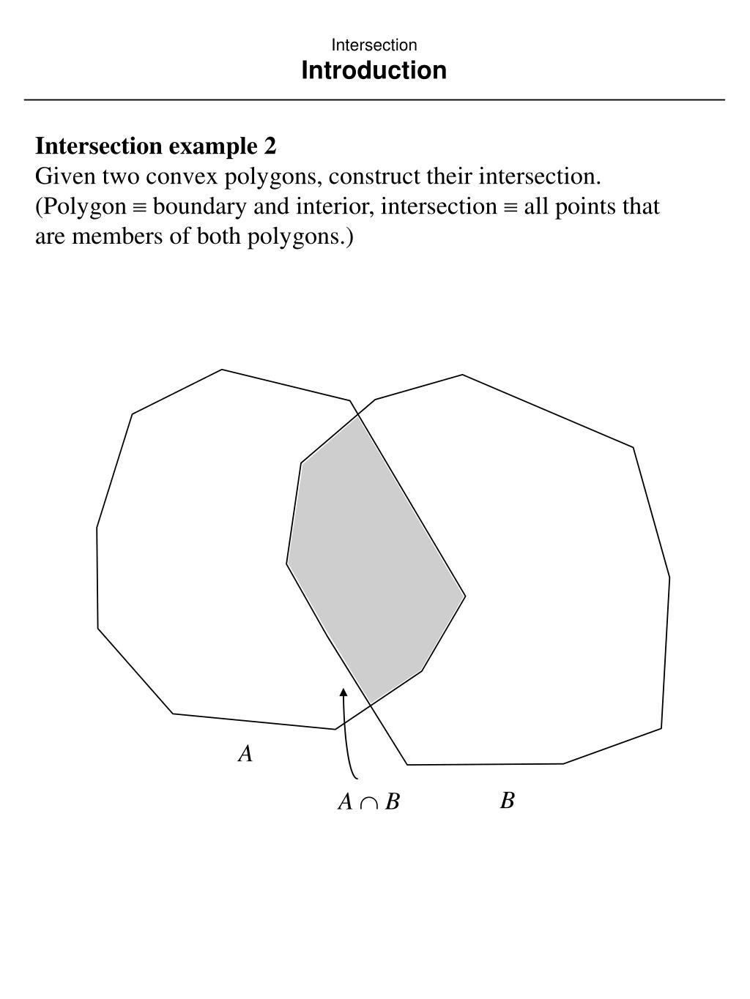 Intersection
Introduction
Intersection example 2
Given two convex polygons, construct their intersection.
(Polygon ≡ boundary and interior, intersection ≡ all points that
are members of both polygons.)
A
A ∩ B
B